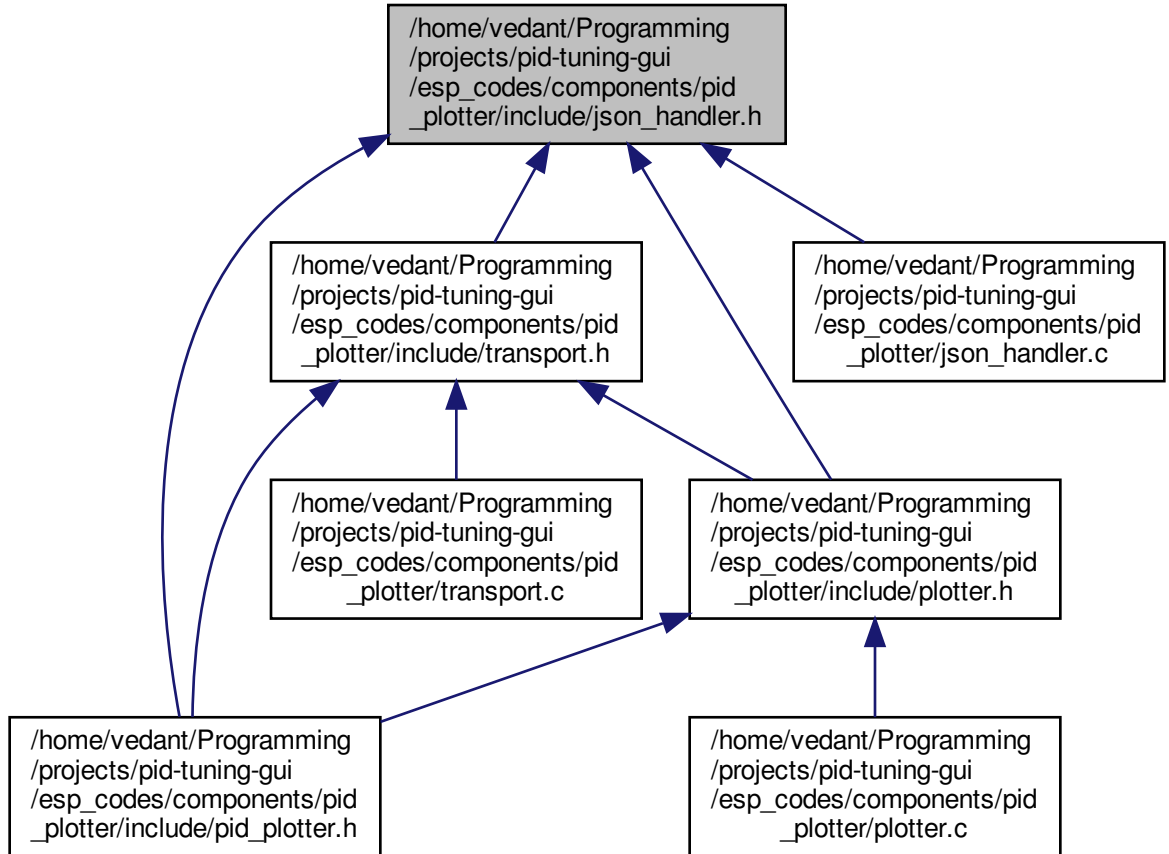 /home/vedant/Programming
/projects/pid-tuning-gui
/esp_codes/components/pid
_plotter/include/json_handler.h
/home/vedant/Programming
/projects/pid-tuning-gui
/esp_codes/components/pid
_plotter/include/transport.h
/home/vedant/Programming
/projects/pid-tuning-gui
/esp_codes/components/pid
_plotter/json_handler.c
/home/vedant/Programming
/projects/pid-tuning-gui
/esp_codes/components/pid
_plotter/transport.c
/home/vedant/Programming
/projects/pid-tuning-gui
/esp_codes/components/pid
_plotter/include/plotter.h
/home/vedant/Programming
/projects/pid-tuning-gui
/esp_codes/components/pid
_plotter/include/pid_plotter.h
/home/vedant/Programming
/projects/pid-tuning-gui
/esp_codes/components/pid
_plotter/plotter.c